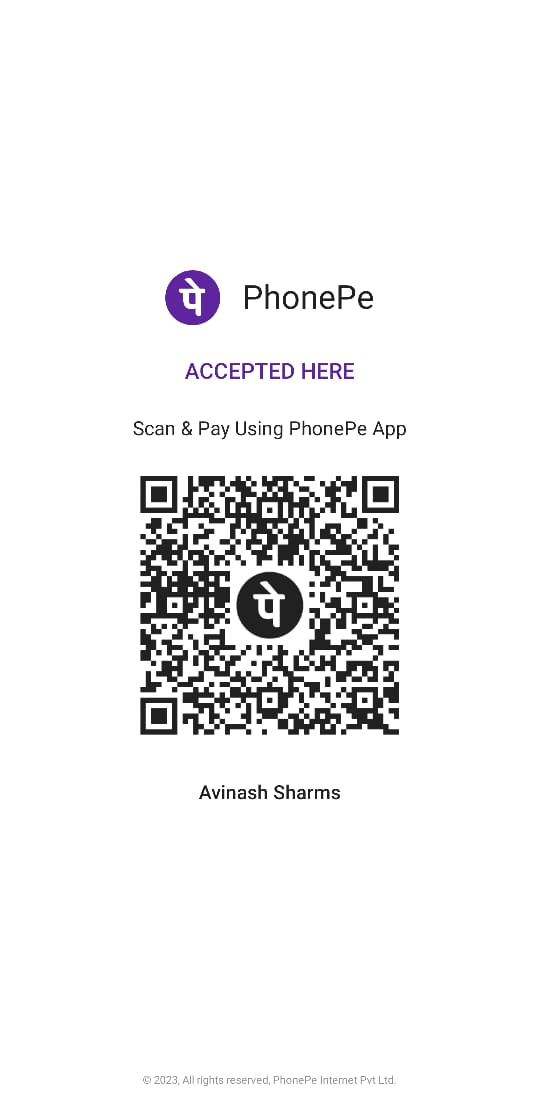 पे PhonePe
ACCEPTED HERE
Scan & Pay Using PhonePe App
पे
Avinash Sharms
© 2023, All rights reserved, PhonePe Internet Pvt Ltd.